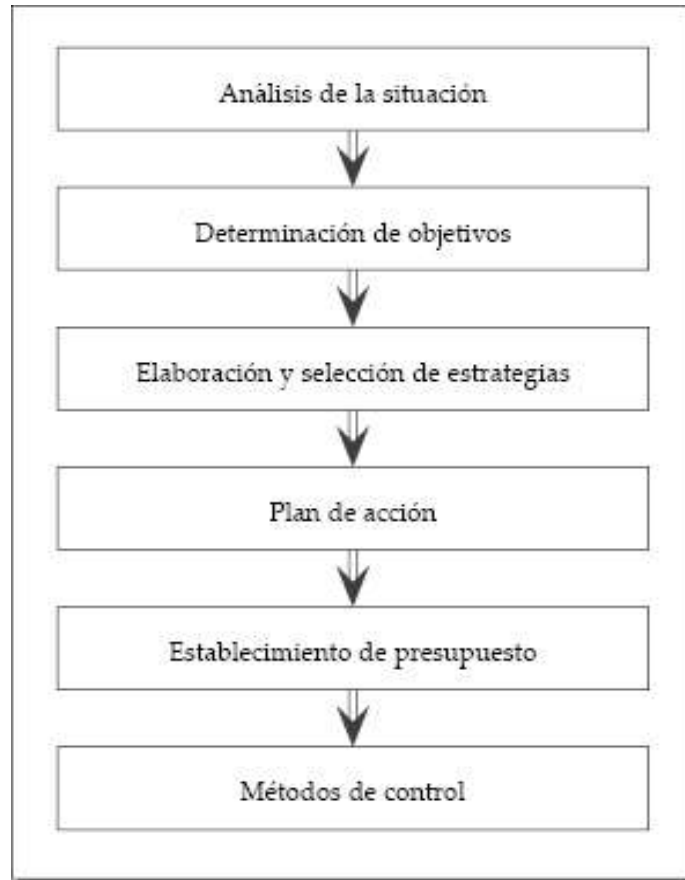 Análisis de la situación
Determinación de objetivos
Elaboración y selección de estrategias
Plan de acción
Establecimiento de presupuesto
Métodos de control